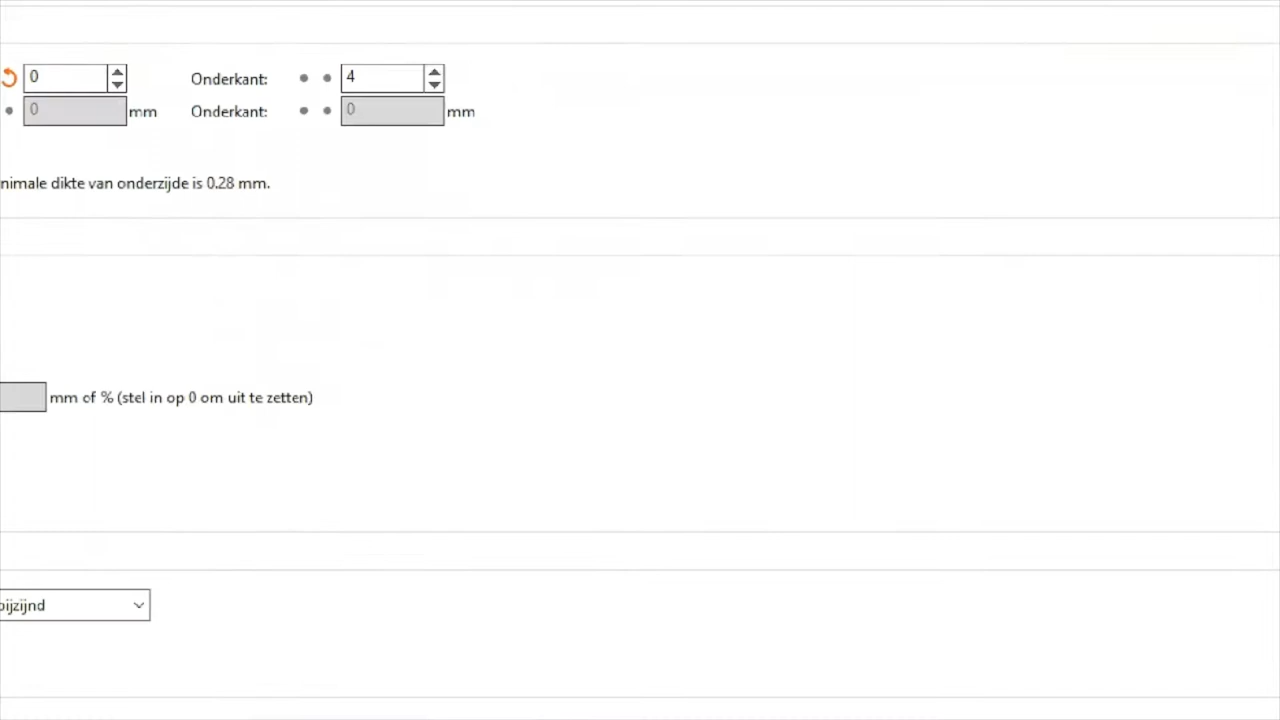 0 Onderkant: 4
0 mm Onderkant: 0 mm
nimale dikte van onderzijde is 0.28 mm.
mm of % (stel in op 0 om uit te zetten)
bijzijnd